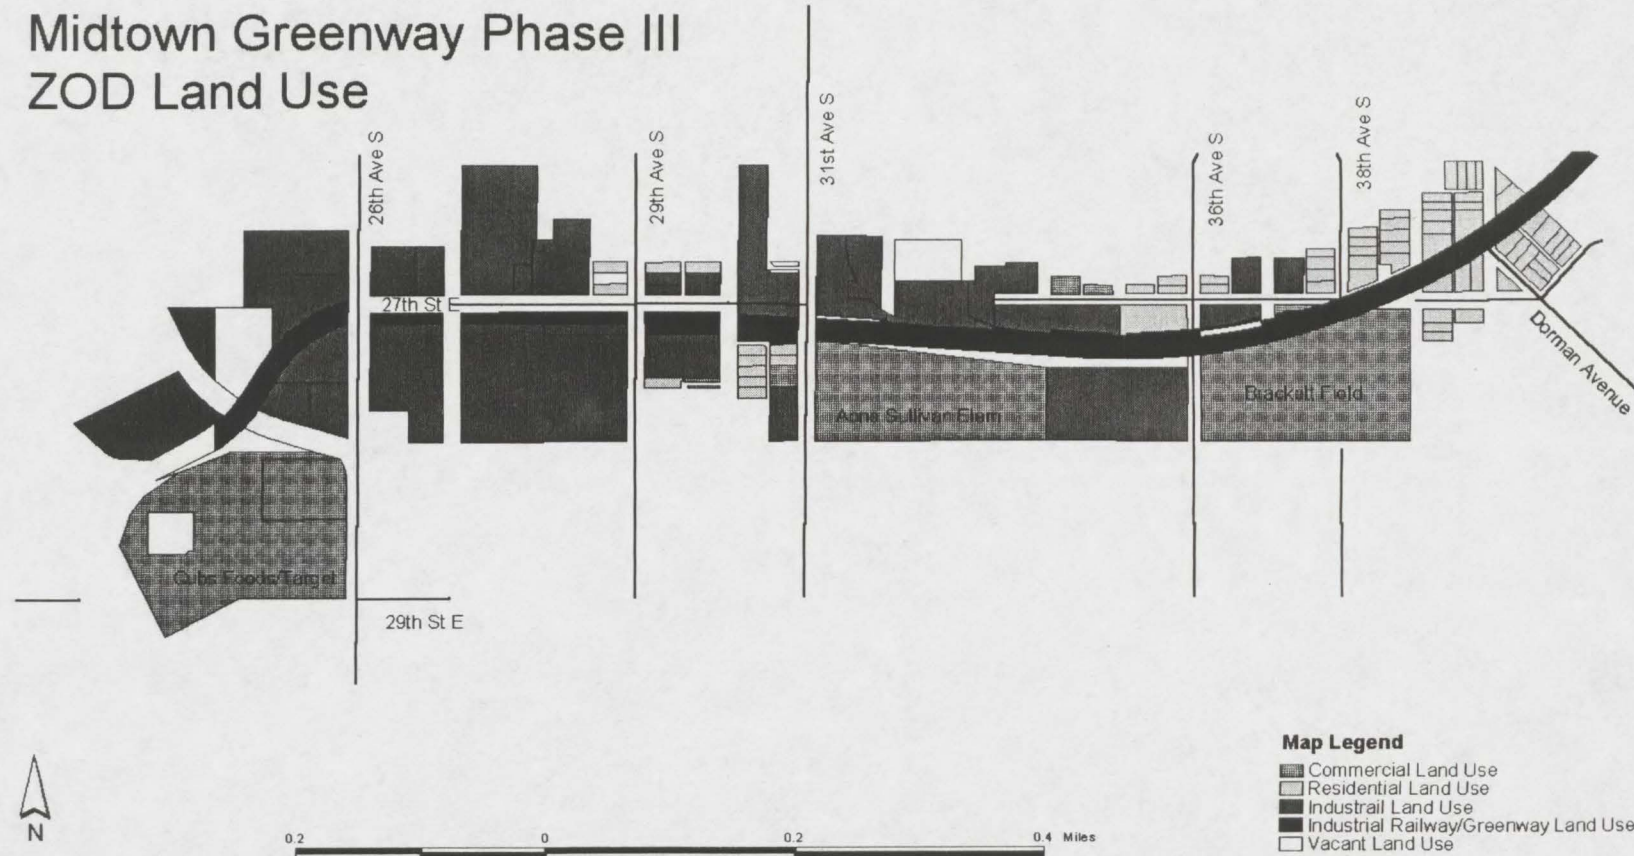 Midtown Greenway Phase III
ZOD Land Use
26th Ave S
29th Ave S
31st Ave S
36th Ave S
38th Ave S
27th St E
Dorman Avenue
Brackett Field
Anne Sullivan Elem
Cubs Foods/Target
29th St E
Map Legend
Commercial Land Use
Residential Land Use
Industrail Land Use
Industrial Railway/Greenway Land Use
Vacant Land Use
N
0.2 0 0.2 0.4 Miles